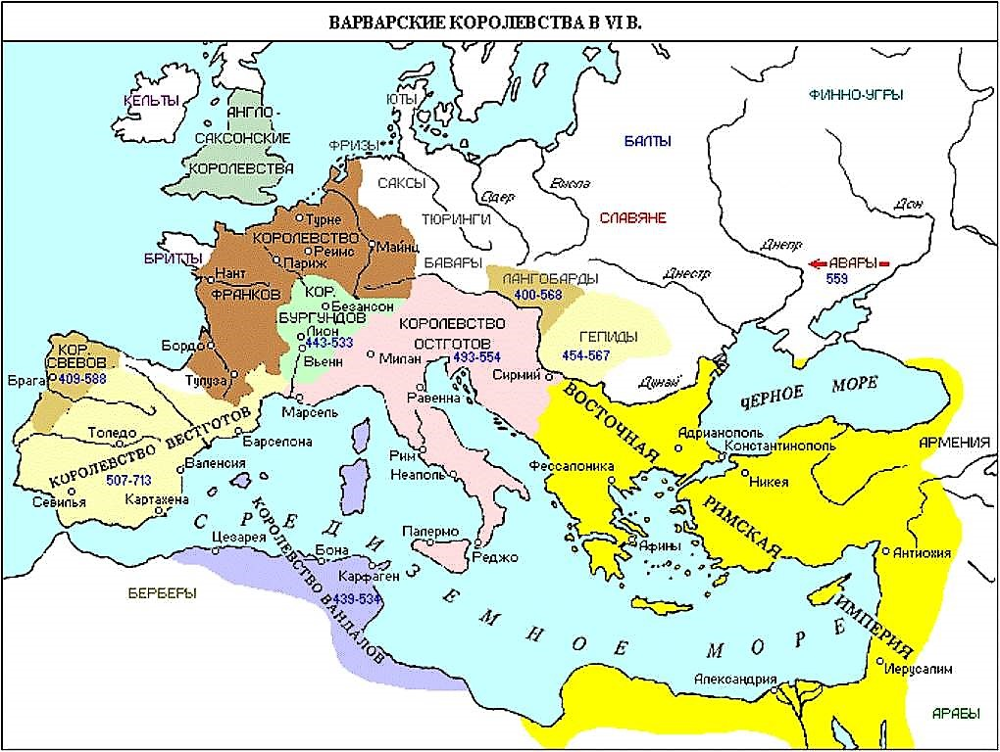 ВАРВАРСКИЕ КОРОЛЕВСТВА В VI В.
КЕЛЬТЫ
АНГЛО -
САКСОНСКИЕ
КОРОЛЕВСТВА
ЮТЫ
ФРИЗЫ
САКСЫ
ТЮРИНГИ
БАВАРЫ
Одер
Висла
БАЛТЫ
ФИННО-УГРЫ
СЛАВЯНЕ
Дон
Днепр
Днестр
АВАРЫ
559
БРИТТЫ
Турне
КОРОЛЕВСТВО
Реимс
Париж
Майнц
Нант
ФРАНКОВ
Бордо
Тулуза
КОР.
Безансон
БУРГУНДОВ
Лион
443-533
Вьенн
ЛАНГОБАРДЫ
400-568
ГЕПИДЫ
454-567
КОРОЛЕВСТВО
ОСТГОТОВ
493-554
Милан
Сирмий
Равенна
Дунай
КОР.
СВЕВОВ
Брага
409-588
Толедо
КОРОЛЕВСТВО ВЕСТГОТОВ
507-713
Севилья
Картахена
Валенсия
Барселона
Марсель
Рим
Неаполь
Палермо
Реджо
ЧЕРНОЕ МОРЕ
АРМЕНИЯ
Адрианополь
Константинополь
Фессалоника
Никея
Афины
Антиохия
ВОСТОЧНАЯ
РИМСКАЯ
ИМПЕРИЯ
СРЕДИЗЕМНОЕ МОРЕ
Цезарея
Бона
Карфаген
439-534
КОРОЛЕВСТВО ВАНДАЛОВ
БЕРБЕРЫ
Александрия
Иерусалим
АРАБЫ